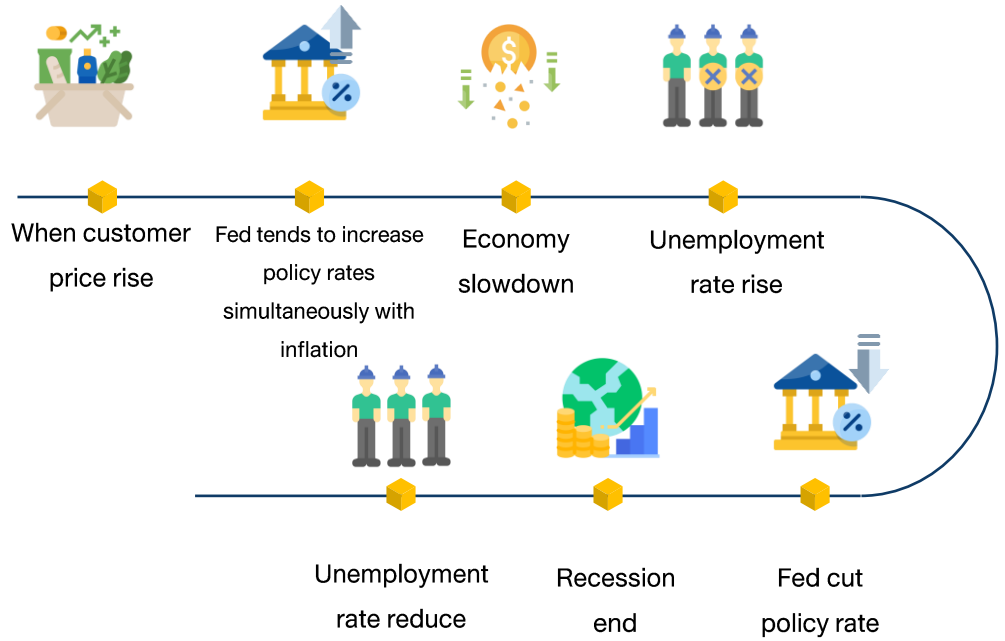 When customer
price rise
Fed tends to increase
policy rates
simultaneously with
inflation
Economy
slowdown
Unemployment
rate rise
Fed cut
policy rate
Recession
end
Unemployment
rate reduce